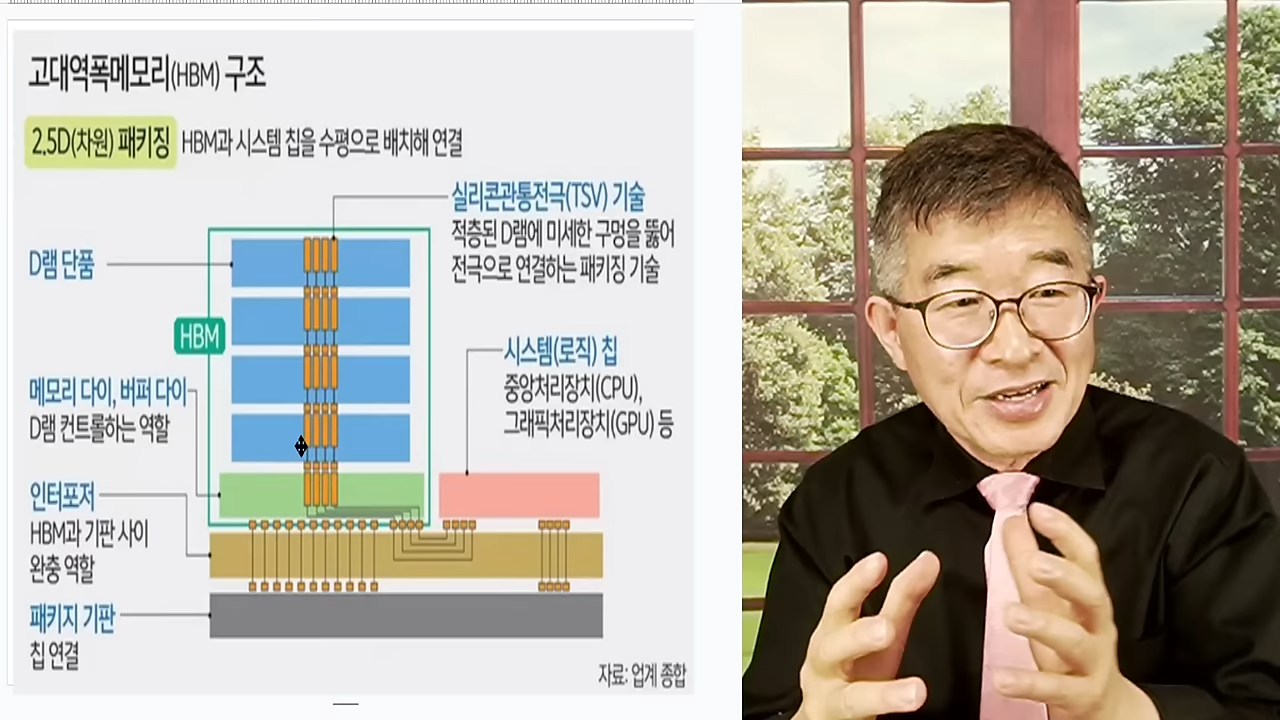 고대역폭메모리(HBM) 구조
2.5D(차원) 패키징 HBM과 시스템 칩을 수평으로 배치해 연결
실리콘관통전극(TSV) 기술
적층된 D램에 미세한 구멍을 뚫어
전극으로 연결하는 패키징 기술
D램 단품
HBM
시스템(로직) 칩
중앙처리장치(CPU),
그래픽처리장치(GPU) 등
메모리 다이, 버퍼 다이
D램 컨트롤하는 역할
인터포저
HBM과 기판 사이
완충 역할
패키지 기판
칩 연결
자료: 업계 종합